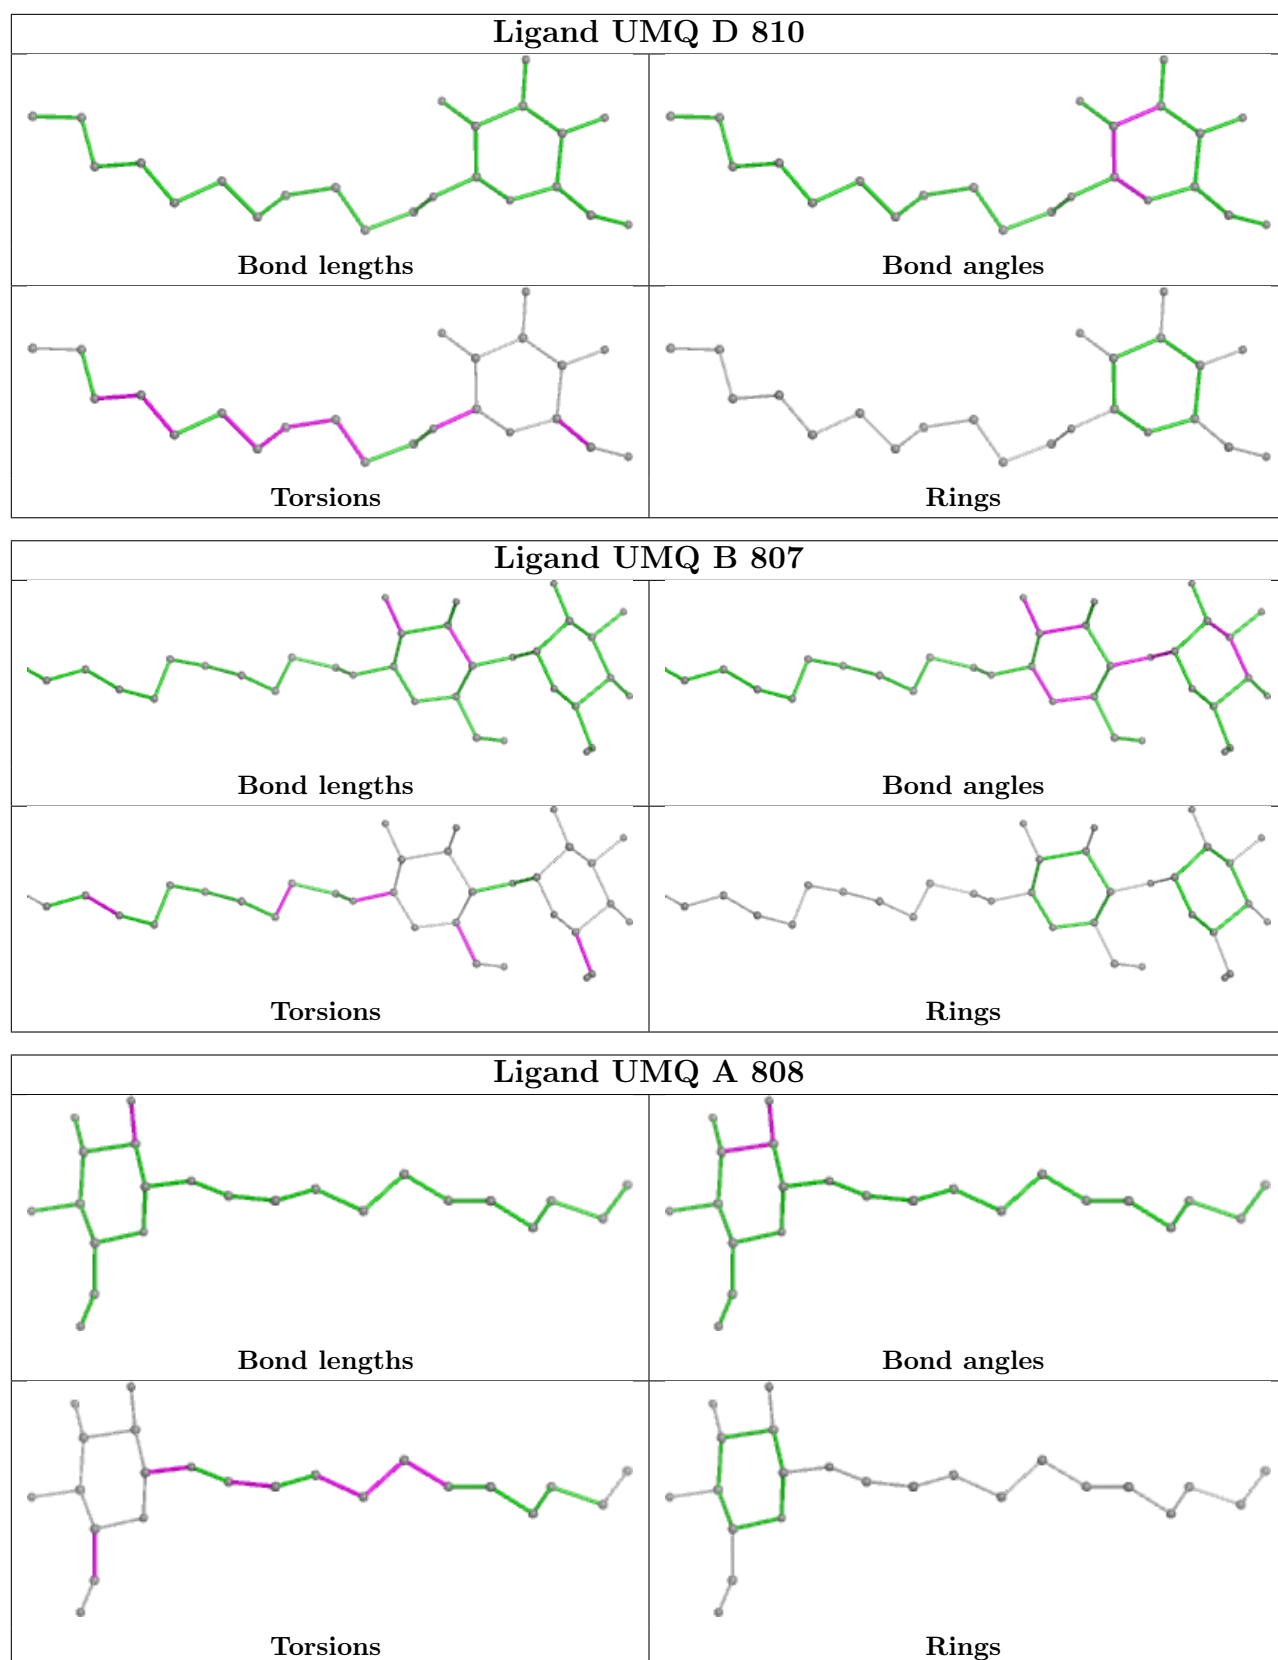 Ligand UMQ D 810
Bond lengths
Bond angles
Torsions
Rings
Ligand UMQ B 807
Bond lengths
Bond angles
Torsions
Rings
Ligand UMQ A 808
Bond lengths
Bond angles
Torsions
Rings